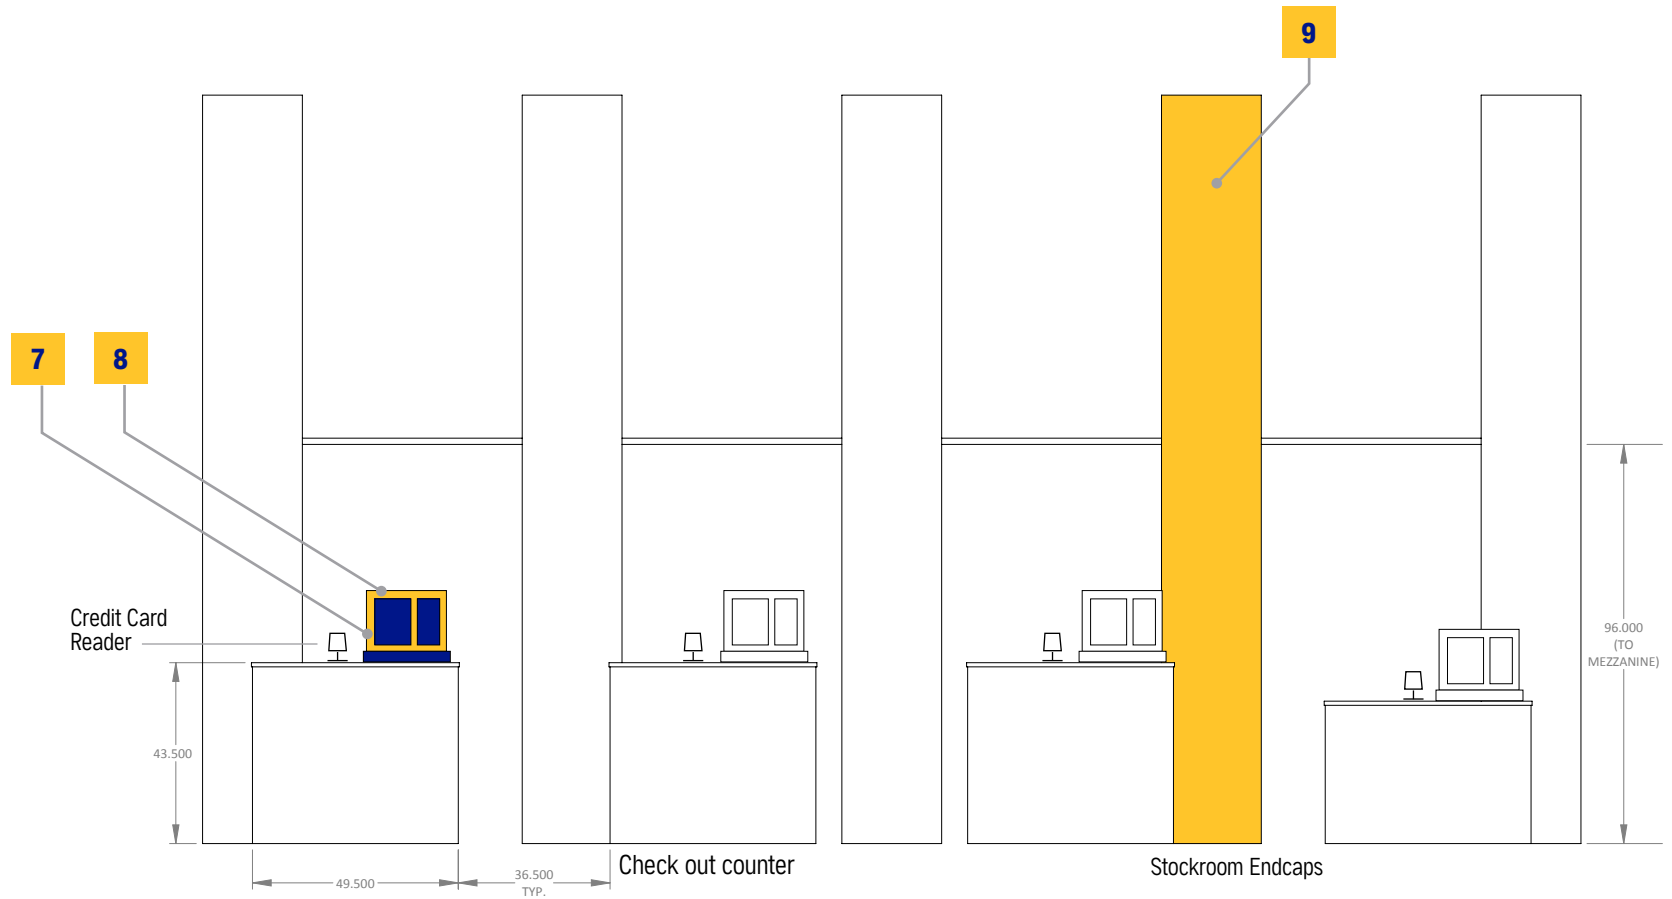 9
7
8
Credit Card
Reader
96.000
(TO
MEZZANINE)
43.500
49.500
36.500
TYP.
Check out counter
Stockroom Endcaps